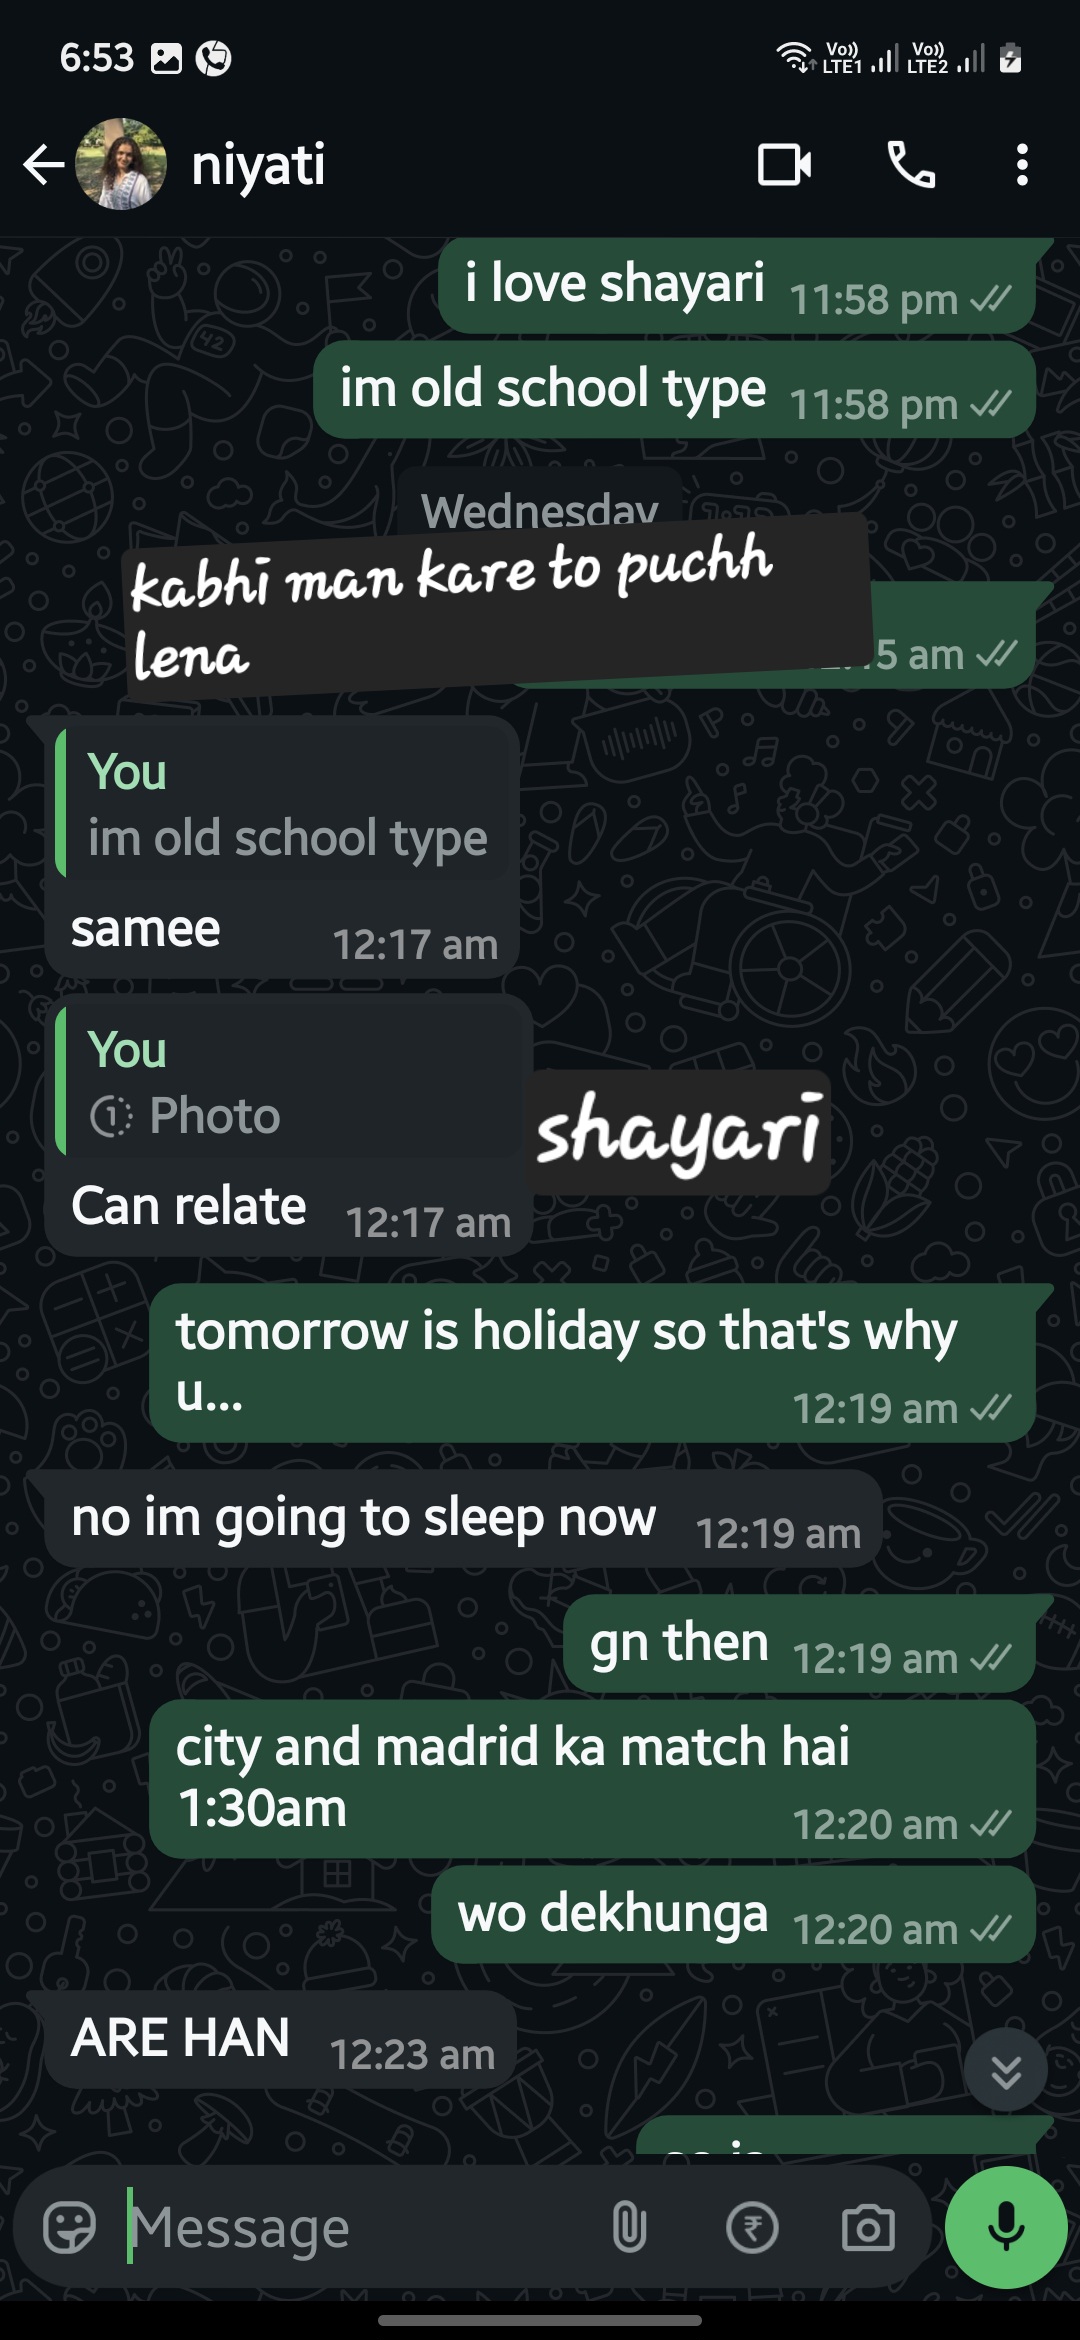 6:53 Vo)) LTE1 Vo)) LTE2
niyati
i love shayari 11:58 pm
im old school type 11:58 pm
Wednesday
kabhi man kare to puchh
lena
5 am
You
im old school type
samee 12:17 am
You
1 Photo
shayari
Can relate 12:17 am
tomorrow is holiday so that's why
u... 12:19 am
no im going to sleep now 12:19 am
gn then 12:19 am
city and madrid ka match hai
1:30am 12:20 am
wo dekhunga 12:20 am
ARE HAN 12:23 am
Message ₹